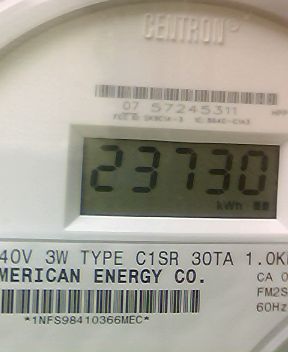 CENTRON®
07 57245311
23730
kWh
40V 3W TYPE C1SR 30TA 1.0K
MERICAN ENERGY CO.
CA 0
FM2S
60Hz
*1NFS98410366MEC*